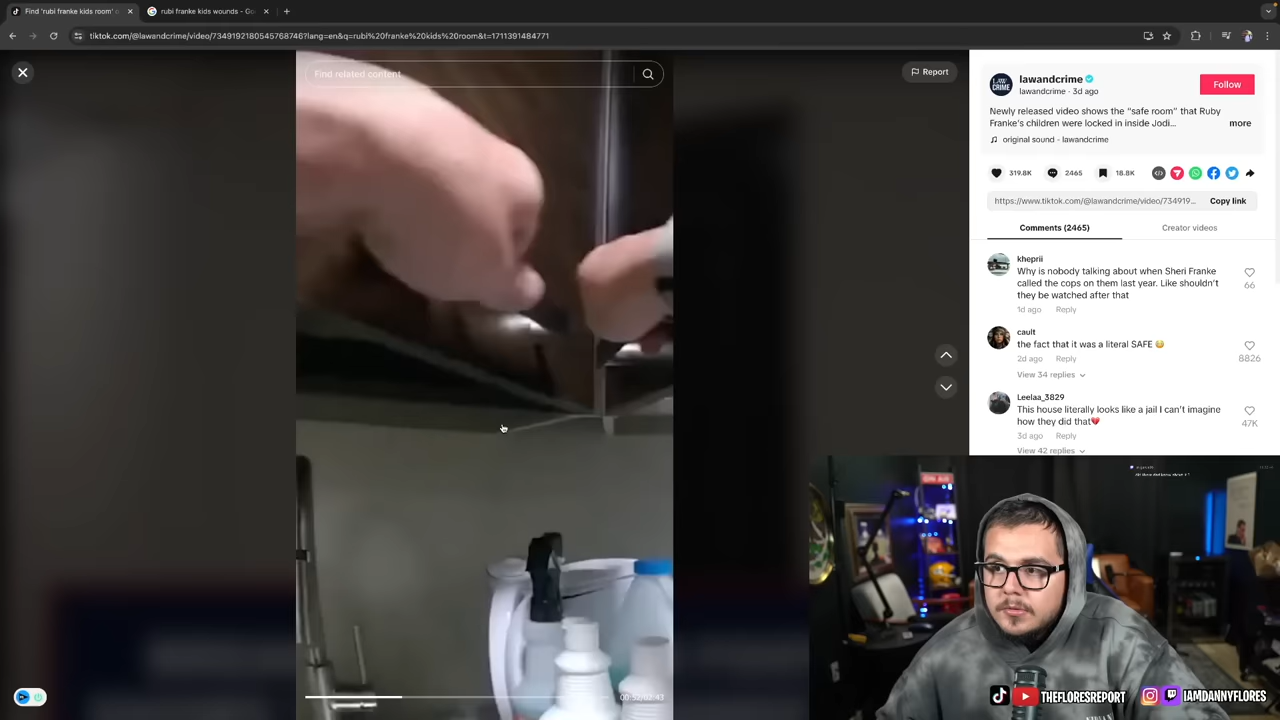 Find 'rubi franke kids room' o
rubi franke kids wounds - Go
tiktok.com/@lawandcrime/video/7349192180545768746?lang=en&q=rubi%20franke%20kids%20room&t=1711391484771
Find related content
Report
lawandcrime
lawandcrime · 3d ago
Follow
Newly released video shows the “safe room” that Ruby
Franke's children were locked in inside Jodi...
more
original sound - lawandcrime
319.8K
2465
18.8K
https://www.tiktok.com/@lawandcrime/video/734919...
Copy link
Comments (2465)
Creator videos
kheprii
Why is nobody talking about when Sheri Franke
called the cops on them last year. Like shouldn't
they be watched after that
66
1d ago
Reply
cault
the fact that it was a literal SAFE
8826
2d ago
Reply
View 34 replies
Leelaa_3829
This house literally looks like a jail I can't imagine
how they did that
47K
3d ago
Reply
View 42 replies
00:52/02:43
THEFLORESREPORT
IAMDANNYFLORES